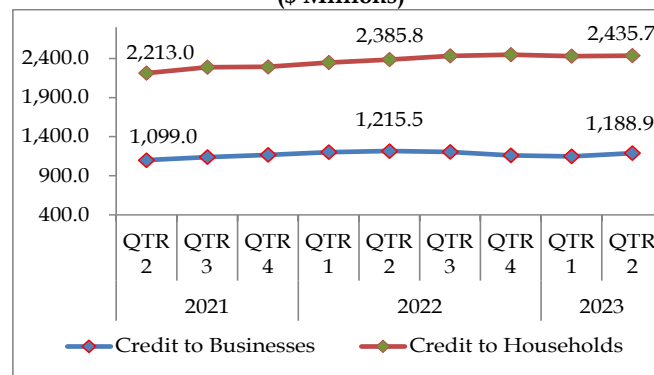 ($ Millions)
2,400.0
1,900.0
1,400.0
900.0
400.0
2,213.0
2,385.8
2,435.7
1,099.0
1,215.5
1,188.9
QTR 2
QTR 3
QTR 4
QTR 1
QTR 2
QTR 3
QTR 4
QTR 1
QTR 2
2021
2022
2023
Credit to Businesses
Credit to Households